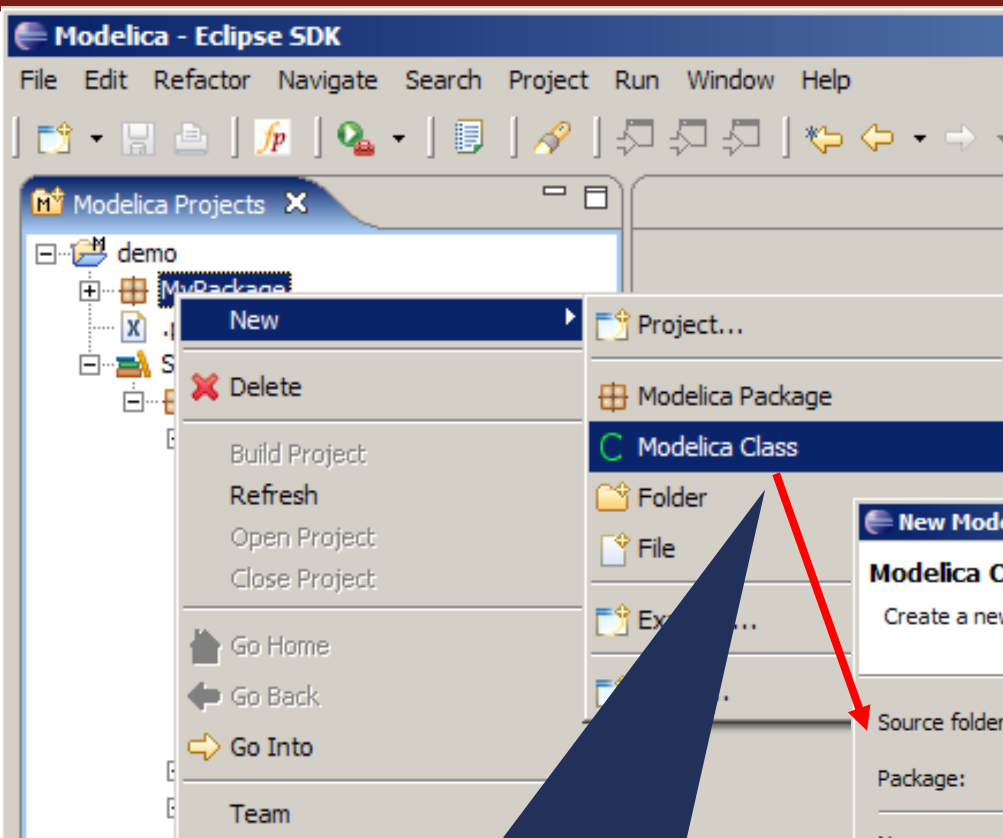 Modelica - Eclipse SDK
File Edit Refactor Navigate Search Project Run Window Help
Modelica Projects
demo
MyPackage
New
Delete
Build Project
Refresh
Open Project
Close Project
Go Home
Go Back
Go Into
Team
Project...
Modelica Package
Modelica Class
Folder
File
New Mode
Modelica C
Create a new
Source folder
Package: